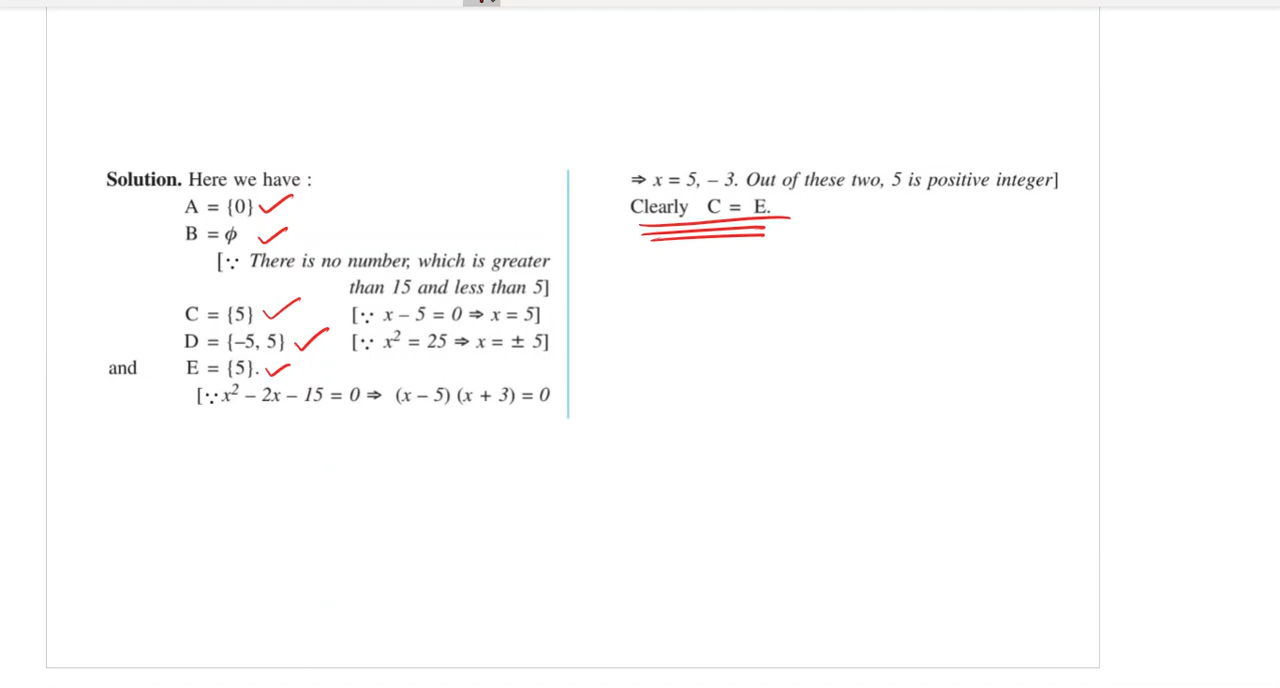 Solution. Here we have :
A = {0}
B = ϕ
[∵ There is no number, which is greater
than 15 and less than 5]
C = {5} [∵ x – 5 = 0 ⇒ x = 5]
D = {–5, 5} [∵ x² = 25 ⇒ x = ± 5]
and E = {5}.
[∵ x² – 2x – 15 = 0 ⇒ (x – 5) (x + 3) = 0
⇒ x = 5, – 3. Out of these two, 5 is positive integer]
Clearly C = E.